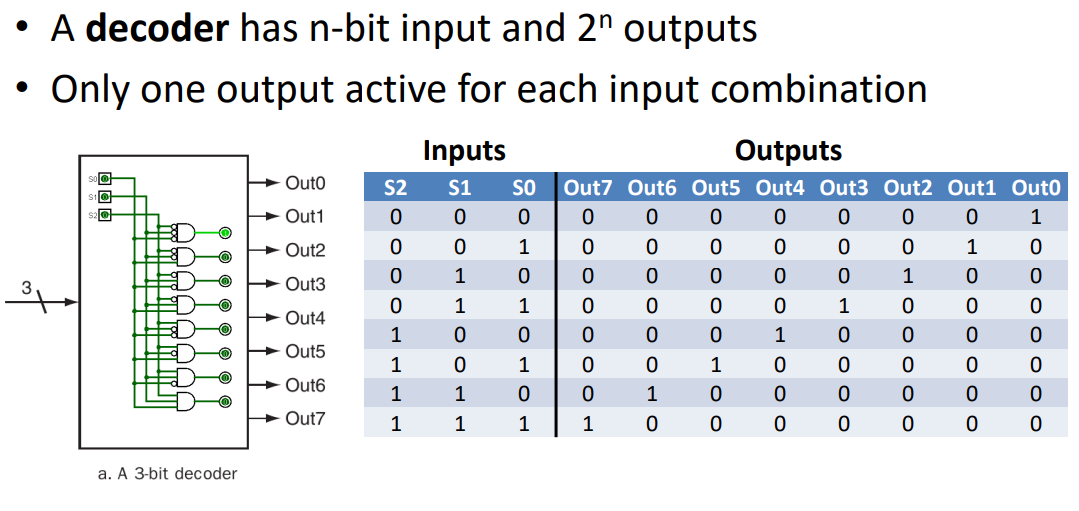 • A decoder has n-bit input and 2ⁿ outputs
• Only one output active for each input combination
Inputs Outputs
S2 S1 S0 Out7 Out6 Out5 Out4 Out3 Out2 Out1 Out0
0 0 0 0 0 0 0 0 0 0 1
0 0 1 0 0 0 0 0 0 1 0
0 1 0 0 0 0 0 0 1 0 0
0 1 1 0 0 0 0 1 0 0 0
1 0 0 0 0 0 1 0 0 0 0
1 0 1 0 0 1 0 0 0 0 0
1 1 0 0 1 0 0 0 0 0 0
1 1 1 1 0 0 0 0 0 0 0
3
S0
S1
S2
Out0
Out1
Out2
Out3
Out4
Out5
Out6
Out7
a. A 3-bit decoder